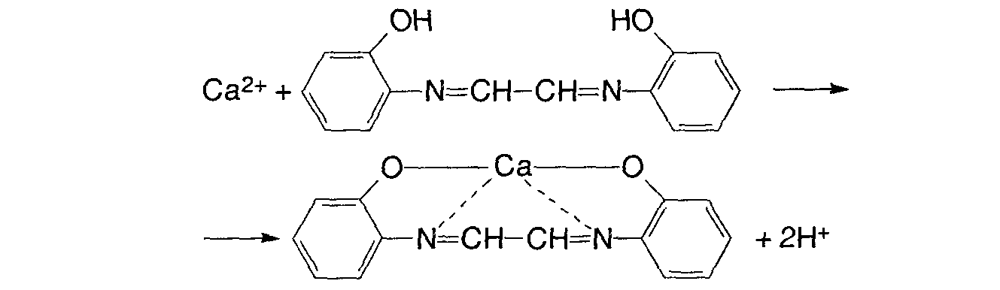 OH HO
Ca²⁺ + N=CH–CH=N
O Ca O
N=CH–CH=N + 2H⁺